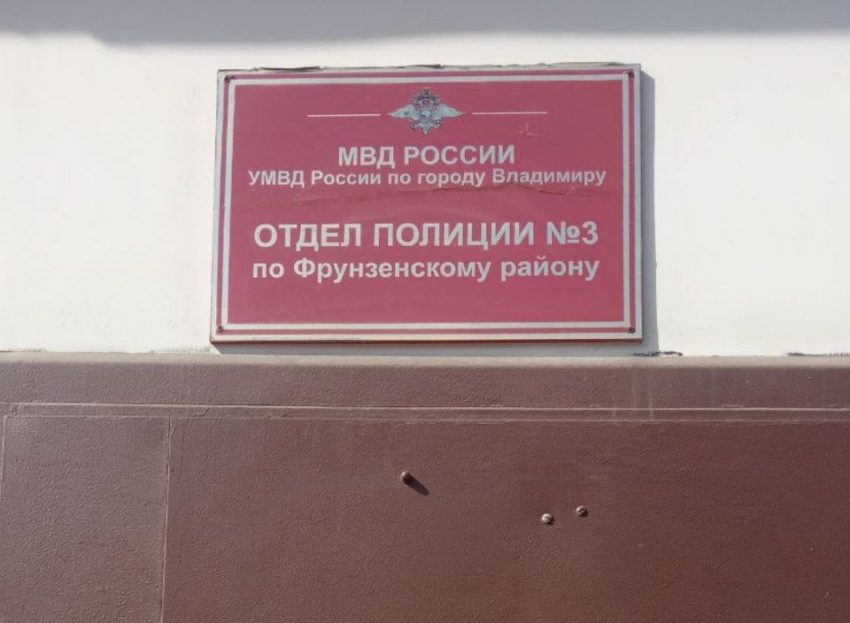 МВД РОССИИ
УМВД России по городу Владимиру
ОТДЕЛ ПОЛИЦИИ №3
по Фрунзенскому району